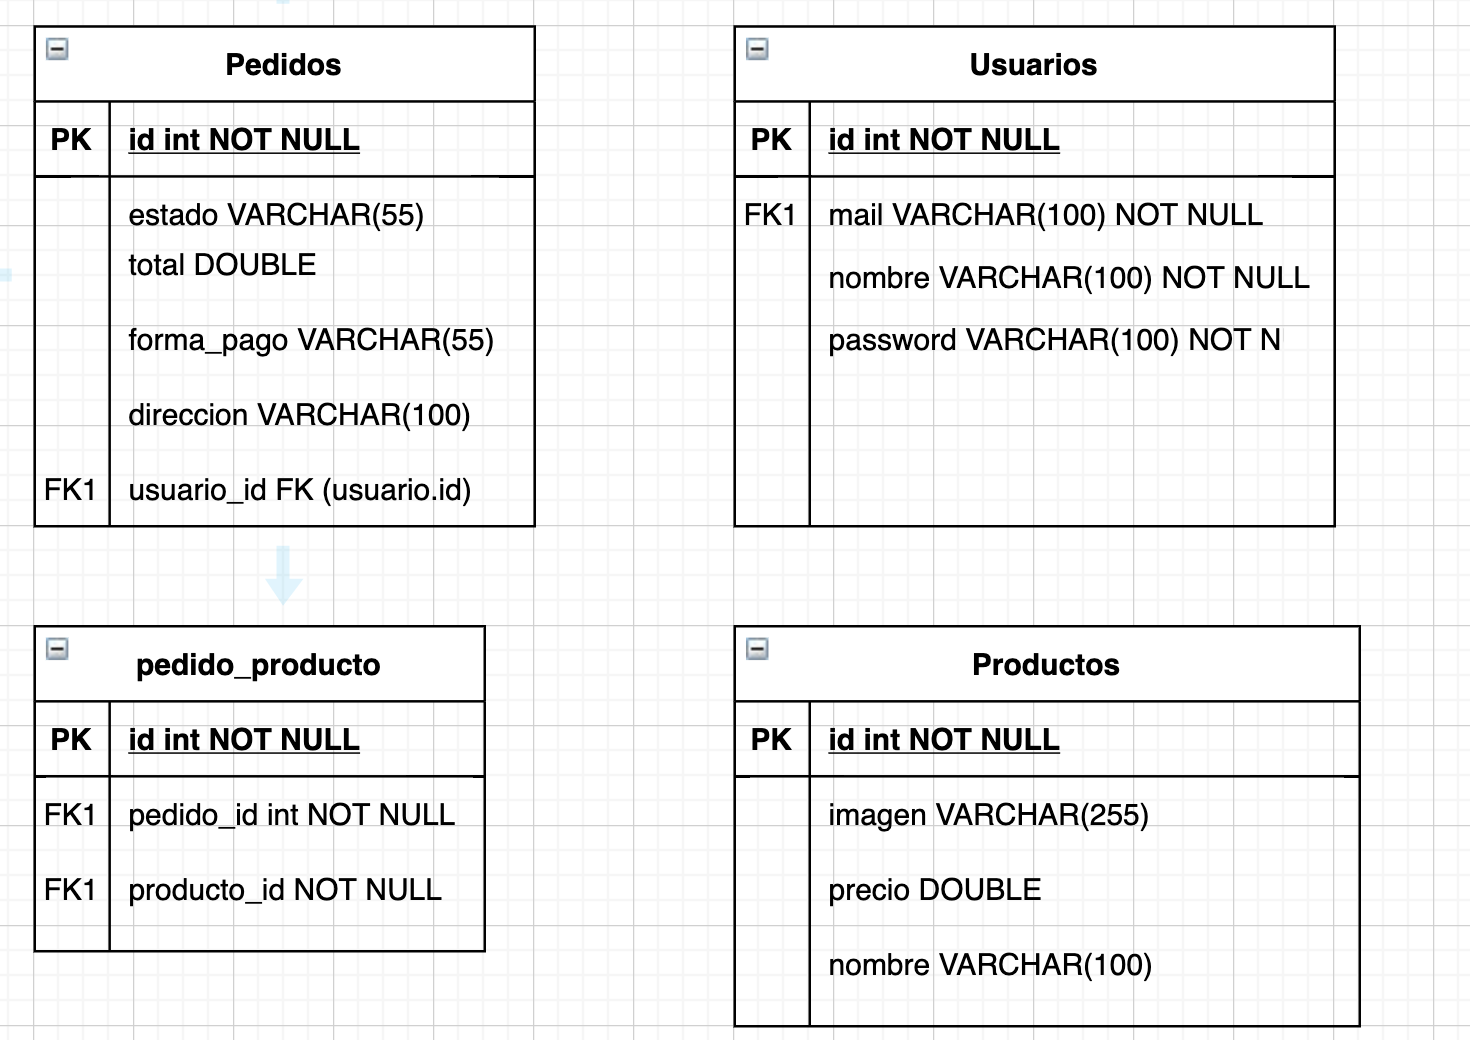 Pedidos
PK id int NOT NULL
estado VARCHAR(55)
total DOUBLE
forma_pago VARCHAR(55)
direccion VARCHAR(100)
FK1 usuario_id FK (usuario.id)
Usuarios
PK id int NOT NULL
FK1 mail VARCHAR(100) NOT NULL
nombre VARCHAR(100) NOT NULL
password VARCHAR(100) NOT N
pedido_producto
PK id int NOT NULL
FK1 pedido_id int NOT NULL
FK1 producto_id NOT NULL
Productos
PK id int NOT NULL
imagen VARCHAR(255)
precio DOUBLE
nombre VARCHAR(100)